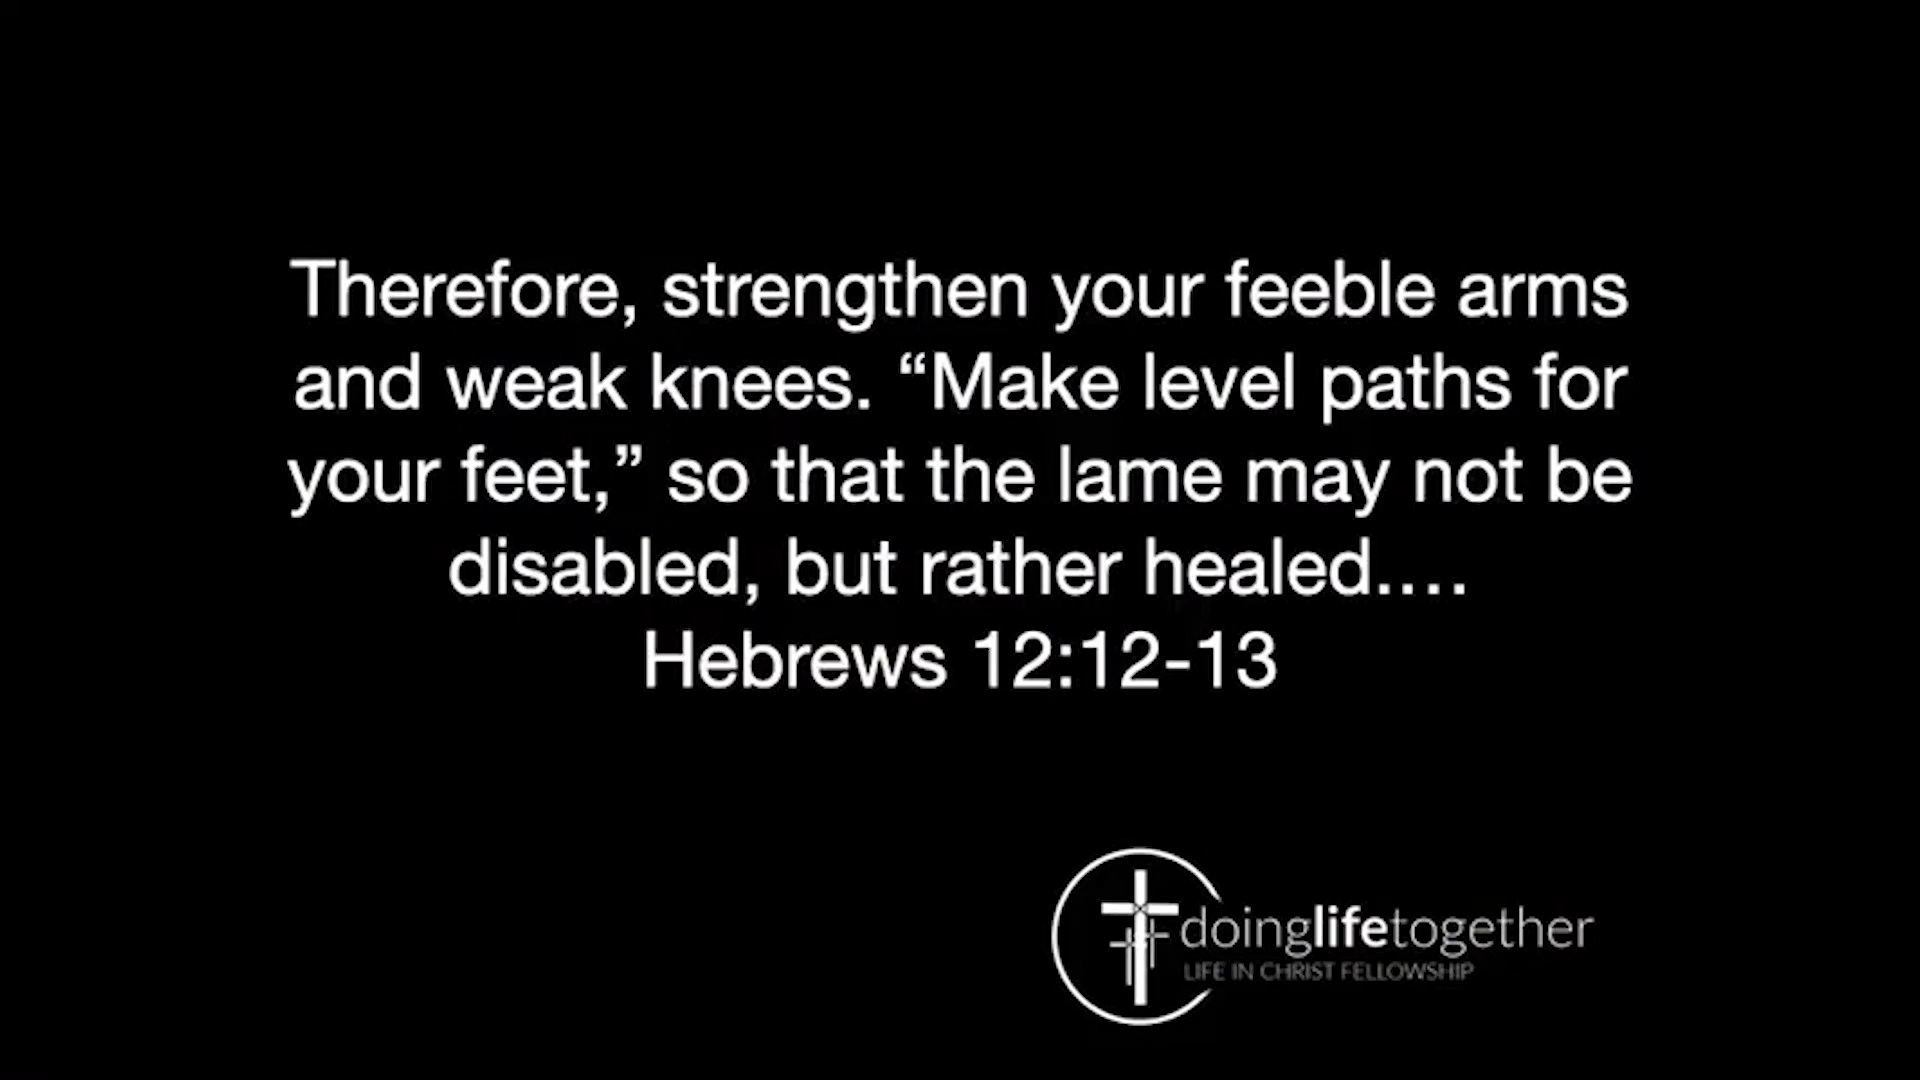 Therefore, strengthen your feeble arms
and weak knees. “Make level paths for
your feet,” so that the lame may not be
disabled, but rather healed....
Hebrews 12:12-13
doinglifetogether
LIFE IN CHRIST FELLOWSHIP